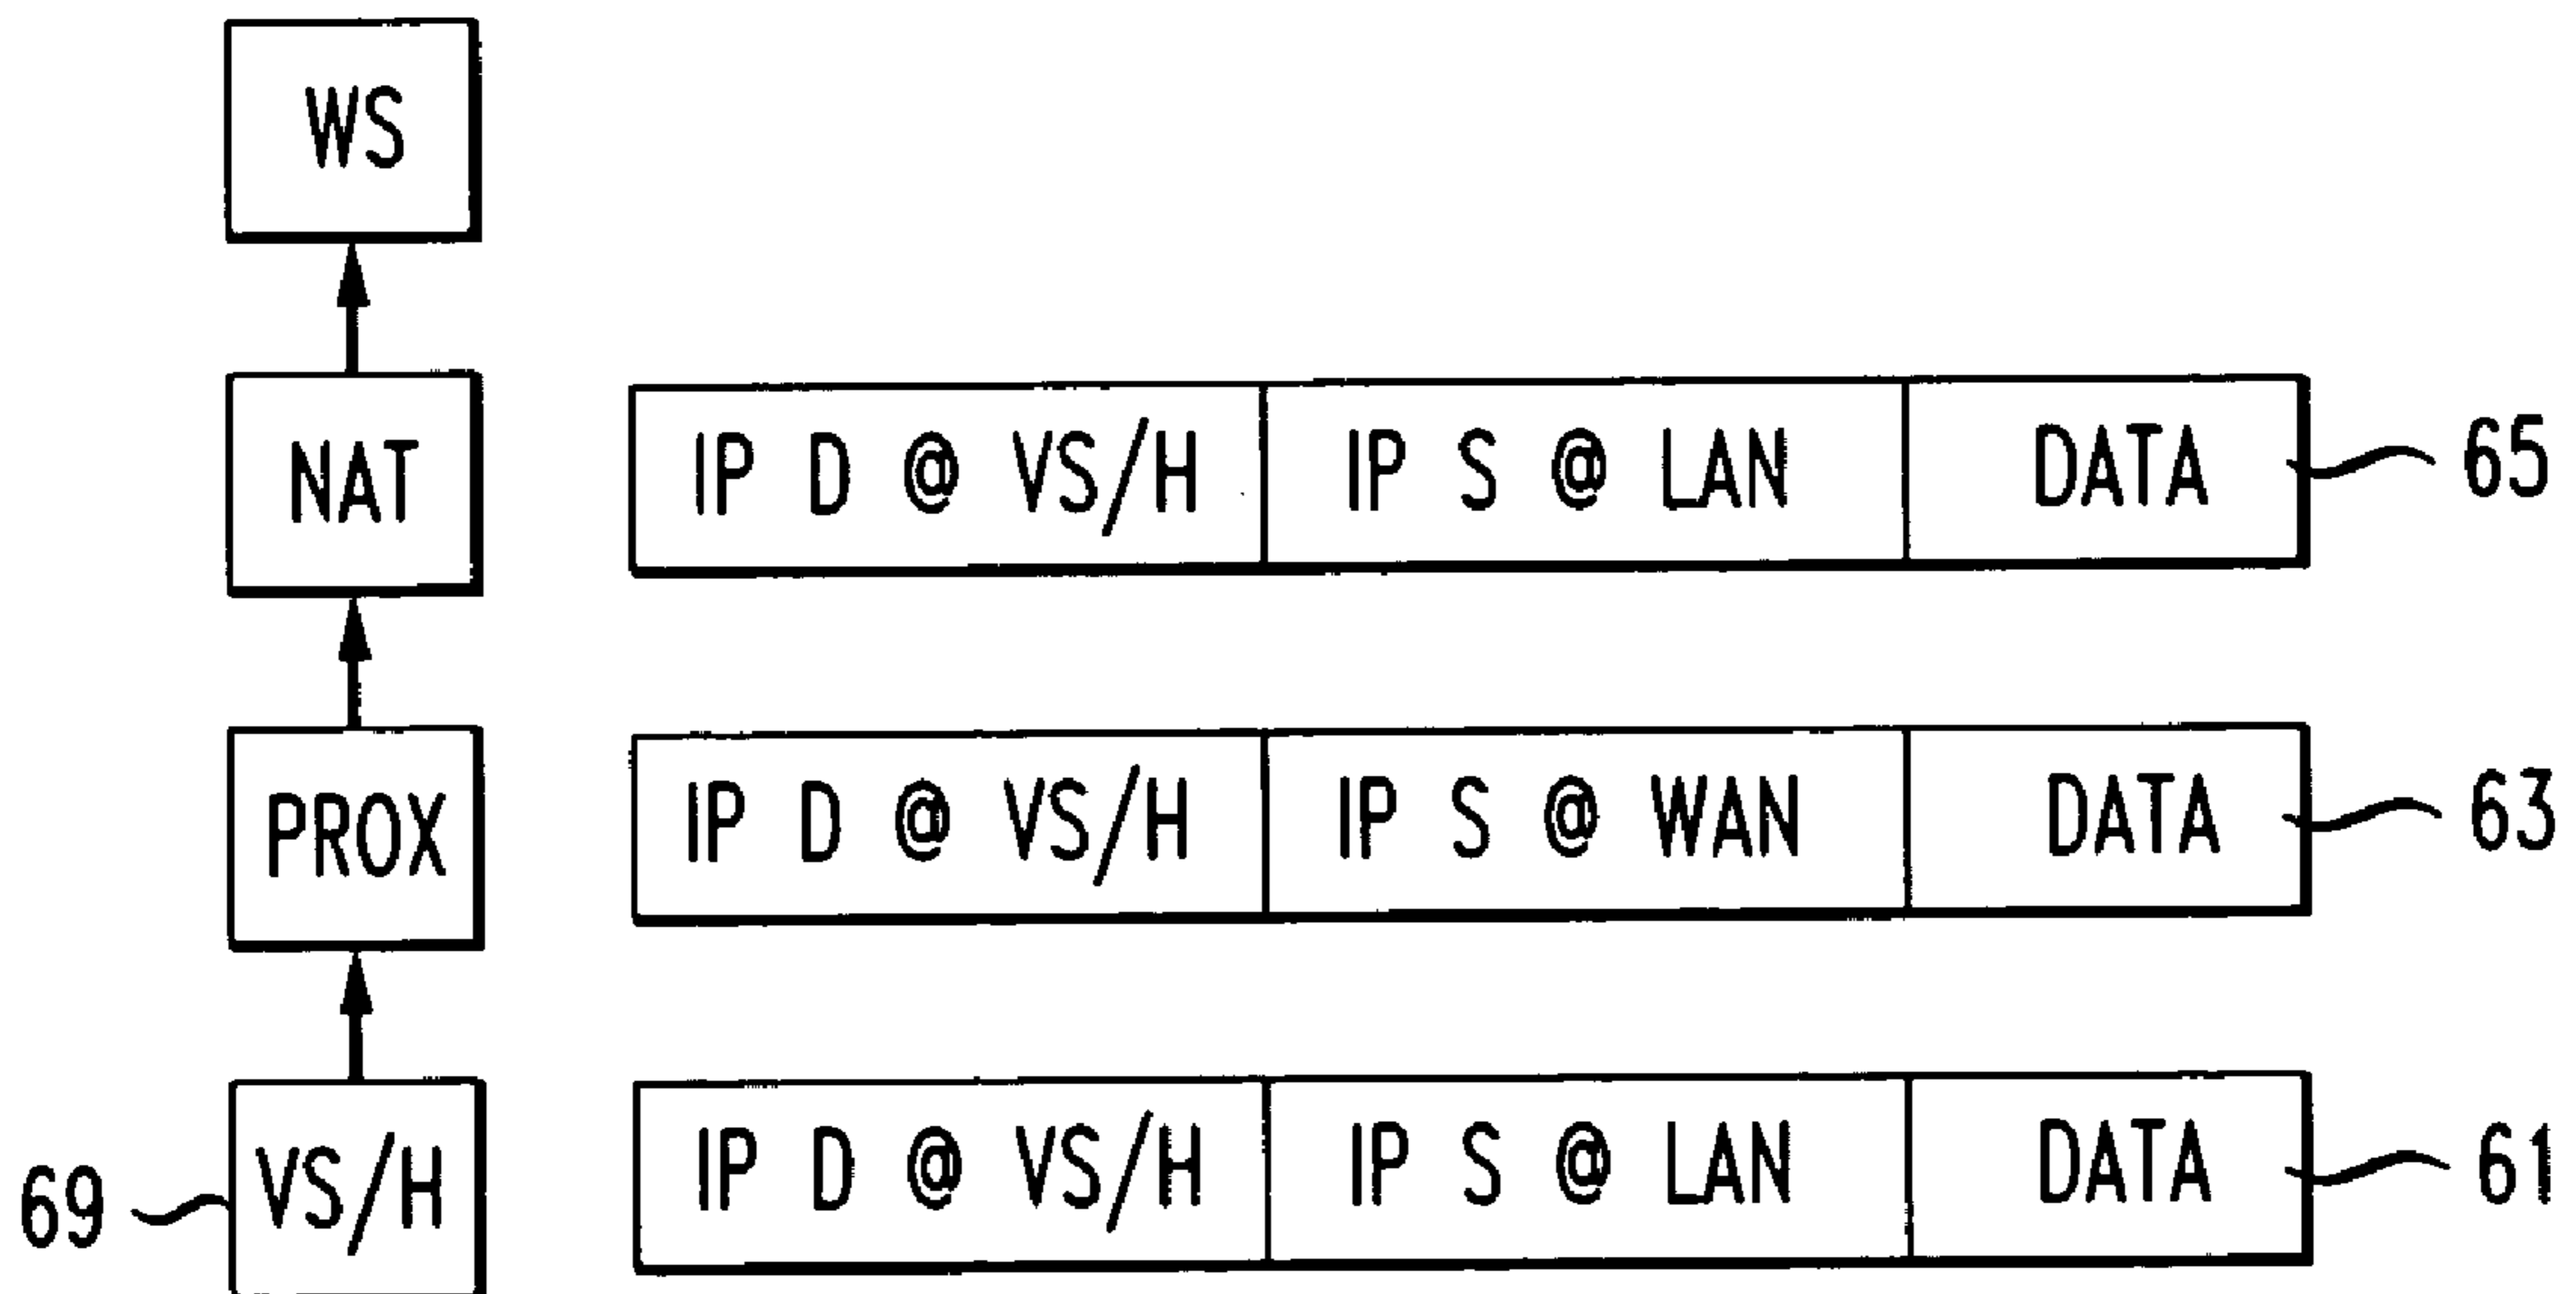 WS
NAT IP D @ VS/H IP S @ LAN DATA 65
PROX IP D @ VS/H IP S @ WAN DATA 63
69 VS/H IP D @ VS/H IP S @ LAN DATA 61